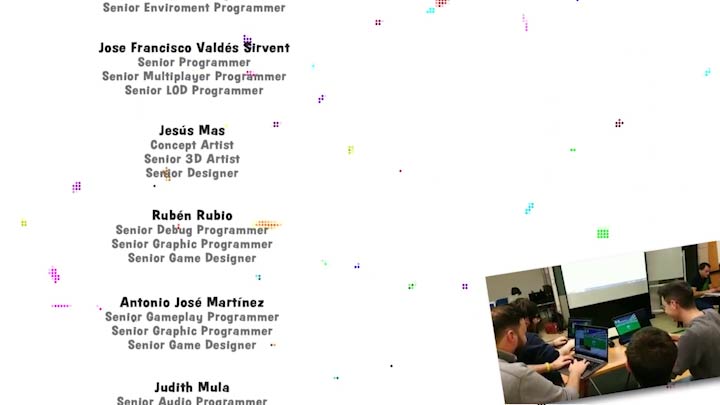 Senior Enviroment Programmer
Jose Francisco Valdés Sirvent
Senior Programmer
Senior Multiplayer Programmer
Senior LOD Programmer
Jesús Mas
Concept Artist
Senior 3D Artist
Senior Designer
Rubén Rubio
Senior Debug Programmer
Senior Graphic Programmer
Senior Game Designer
Antonio José Martínez
Senior Gameplay Programmer
Senior Graphic Programmer
Senior Game Designer
Judith Mula
Senior Audio Programmer